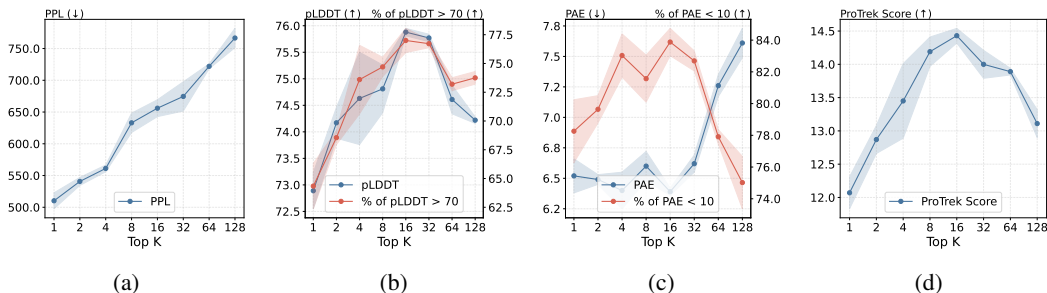 PPL (↓)
750.0
700.0
650.0
600.0
550.0
500.0
PPL
1 2 4 8 16 32 64 128
Top K
(a)
pLDDT (↑) % of pLDDT > 70 (↑)
76.0
75.5
75.0
74.5
74.0
73.5
73.0
72.5
77.5
75.0
72.5
70.0
67.5
65.0
62.5
pLDDT
% of pLDDT > 70
1 2 4 8 16 32 64 128
Top K
(b)
PAE (↓) % of PAE < 10 (↑)
7.8
7.5
7.2
7.0
6.8
6.5
6.2
84.0
82.0
80.0
78.0
76.0
74.0
PAE
% of PAE < 10
1 2 4 8 16 32 64 128
Top K
(c)
ProTrek Score (↑)
14.5
14.0
13.5
13.0
12.5
12.0
ProTrek Score
1 2 4 8 16 32 64 128
Top K
(d)